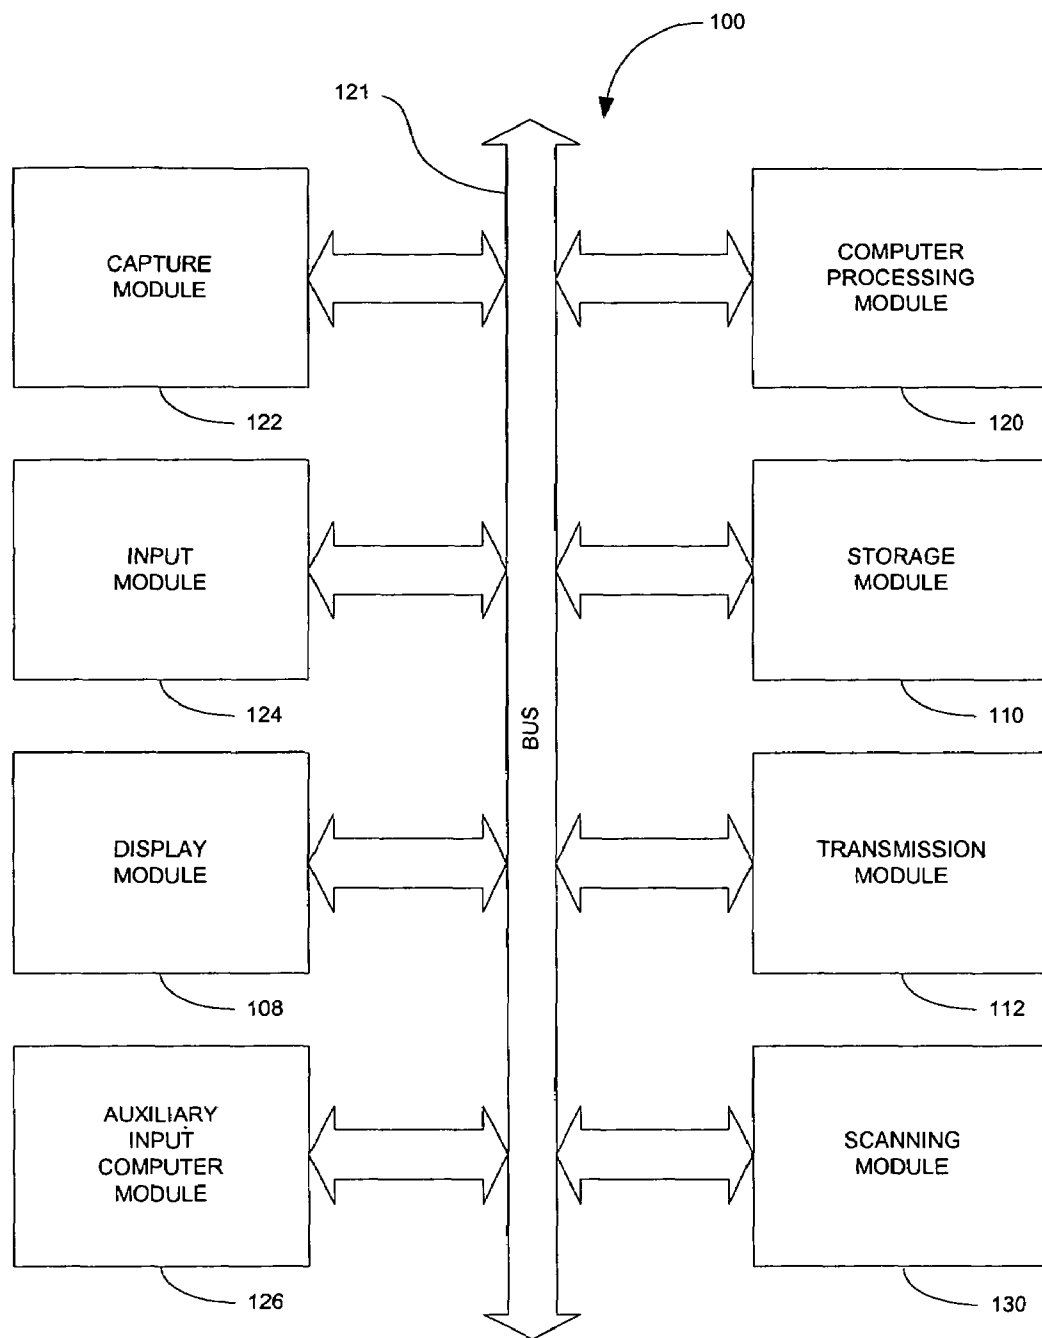 100
121
CAPTURE
MODULE
122
COMPUTER
PROCESSING
MODULE
120
INPUT
MODULE
124
STORAGE
MODULE
110
BUS
DISPLAY
MODULE
108
TRANSMISSION
MODULE
112
AUXILIARY
INPUT
COMPUTER
MODULE
126
SCANNING
MODULE
130